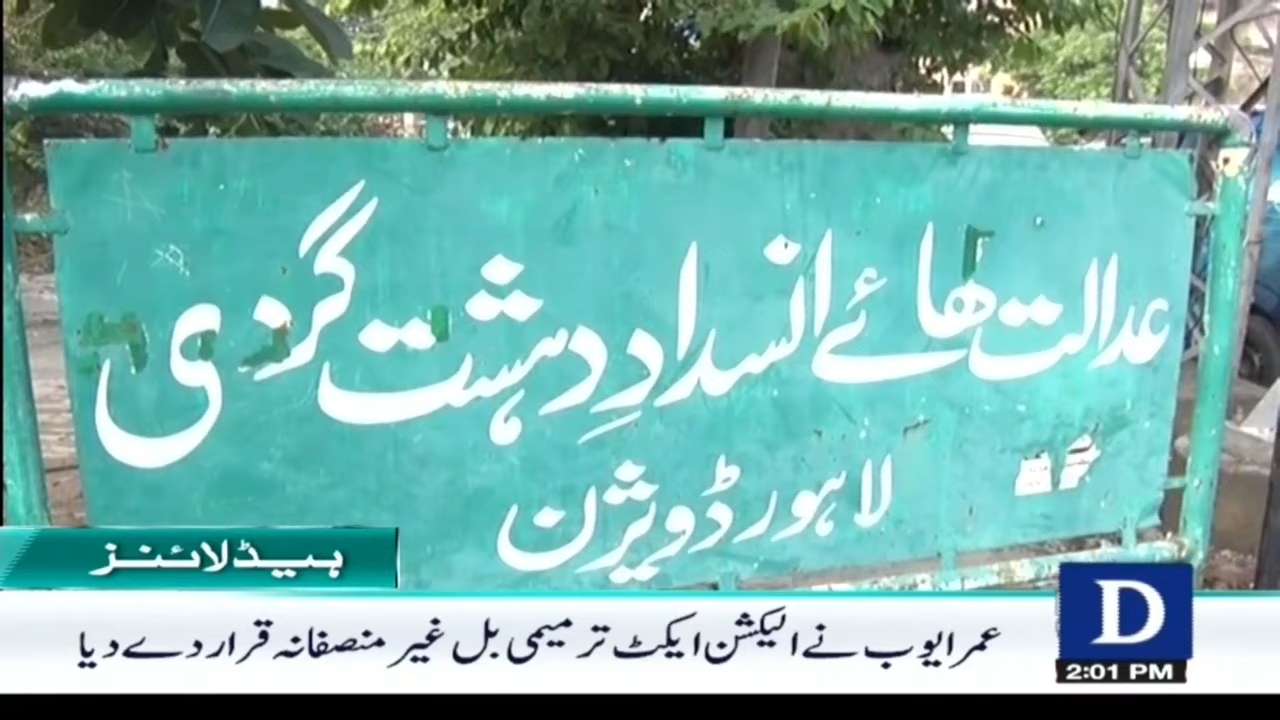 عدالت ھائے انسدادِ دہشت گردی
لاہور ڈویژن
ہیڈلائنز
عمر ایوب نے الیکشن ایکٹ ترمیمی بل غیر منصفانہ قرار دے دیا
D
2:01 PM